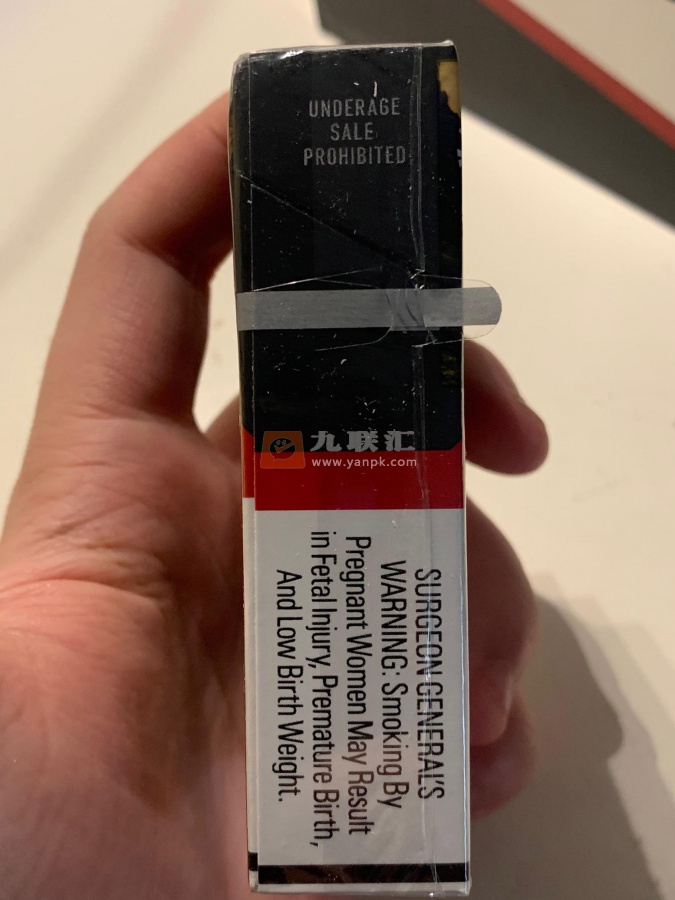 UNDERAGE
SALE
PROHIBITED
九联汇
www.yanpk.com
SURGEON GENERAL'S
WARNING: Smoking By
Pregnant Women May Result
in Fetal Injury, Premature Birth,
And Low Birth Weight.